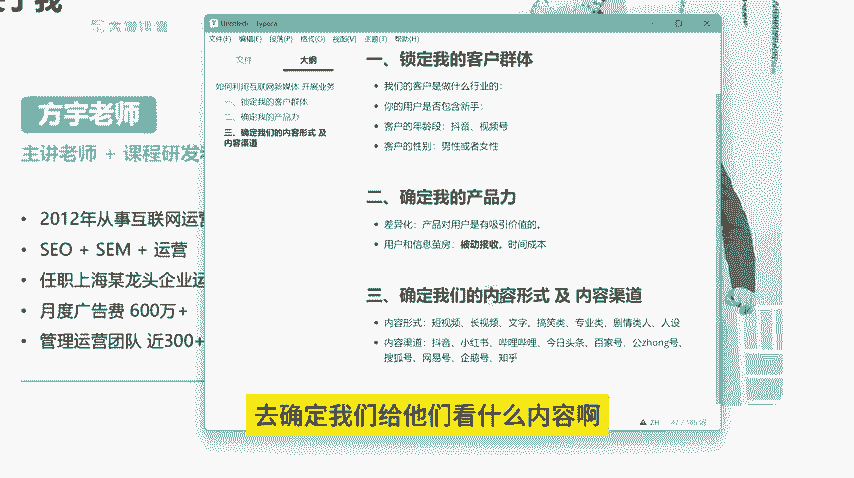 于我
Untitled - Typora
文件(F) 编辑(E) 段落(P) 格式(O) 视图(V) 主题(T) 帮助(H)
文件 大纲
如何利用互联网新媒体 开展业务
一、锁定我的客户群体
二、确定我的产品力
三、确定我们的内容形式 及
内容渠道
一、锁定我的客户群体
• 我们的客户是做什么行业的：
• 你的用户是否包含新手：
• 客户的年龄段：抖音、视频号
• 客户的性别：男性或者女性
二、确定我的产品力
• 差异化：产品对用户是有吸引价值的。
• 用户和信息茧房：被动接收。时间成本
三、确定我们的内容形式 及 内容渠道
• 内容形式：短视频、长视频、文字。搞笑类、专业类、剧情类人、人设
• 内容渠道：抖音、小红书、哔哩哔哩、今日头条、百家号、公zhong号、
搜狐号、网易号、企鹅号、知乎
方宇老师
主讲老师 + 课程研发
• 2012年从事互联网运营
• SEO + SEM + 运营
• 任职上海某龙头企业运
• 月度广告费 600万+
• 管理运营团队 近300+
去确定我们给他们看什么内容啊